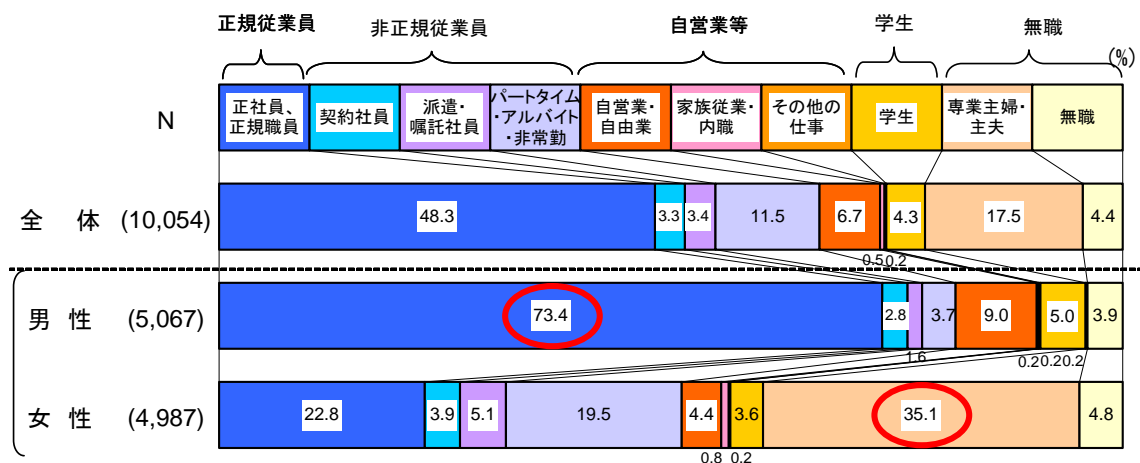 正規従業員 非正規従業員 自営業等 学生 無職
(%)
N
正社員、
正規職員
契約社員
派遣・
嘱託社員
パートタイム
・アルバイト
・非常勤
自営業・
自由業
家族従業・
内職
その他の
仕事
学生
専業主婦・
主夫
無職
全 体 (10,054) 48.3 3.3 3.4 11.5 6.7 4.3 17.5 4.4
0.5 0.2
男 性 (5,067) 73.4 2.8 3.7 9.0 5.0 3.9
1.6 0.2 0.2 0.2
女 性 (4,987) 22.8 3.9 5.1 19.5 4.4 3.6 35.1 4.8
0.8 0.2